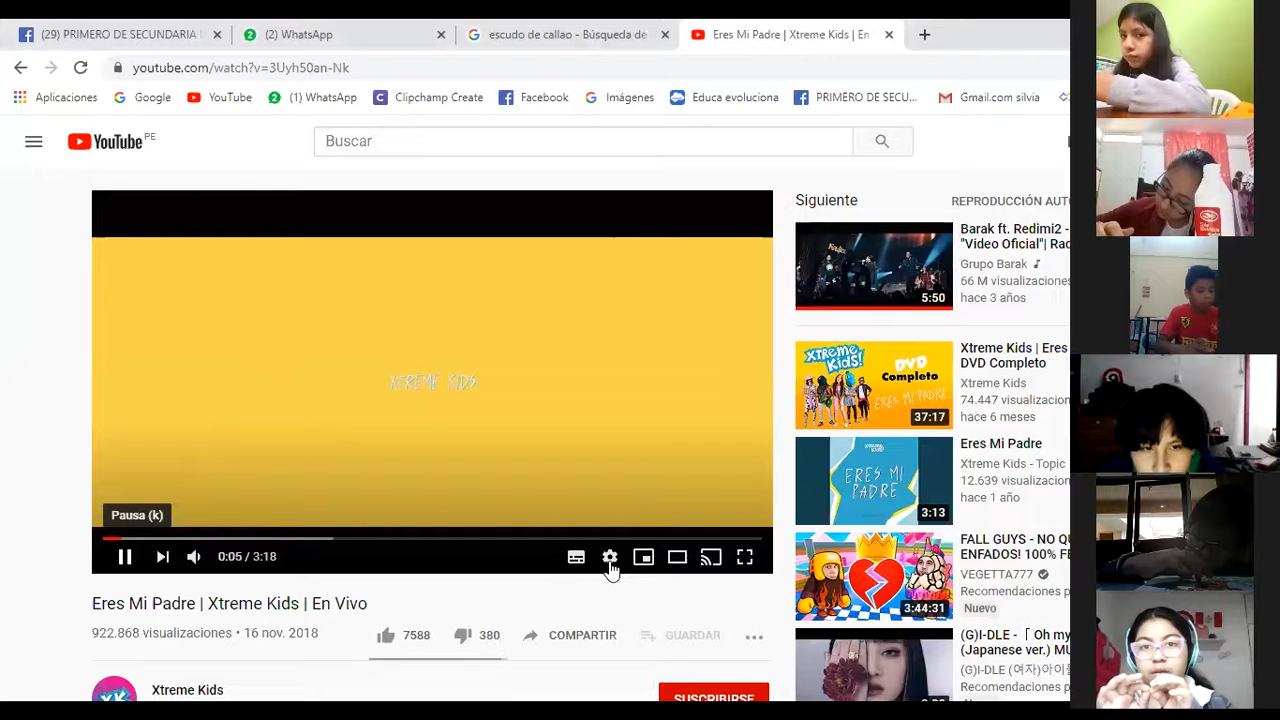 (29) PRIMERO DE SECUNDARIA
(2) WhatsApp
escudo de callao - Búsqueda de
Eres Mi Padre | Xtreme Kids | En
youtube.com/watch?v=3Uyh50an-Nk
Aplicaciones
Google
YouTube
(1) WhatsApp
Clipchamp Create
Facebook
Imágenes
Educa evoluciona
PRIMERO DE SECU...
Gmail.com silvia
YouTube PE
Buscar
XTREME KIDS
Pausa (k)
0:05 / 3:18
Eres Mi Padre | Xtreme Kids | En Vivo
922.868 visualizaciones • 16 nov. 2018
7588
380
COMPARTIR
GUARDAR
Xtreme Kids
SUSCRIBIRSE
Siguiente
REPRODUCCIÓN AUTO
5:50
Barak ft. Redimi2 -
"Video Oficial"| Rad
Grupo Barak
66 M visualizaciones
hace 3 años
XTREME KIDS!
DVD
Completo
ERES MI PADRE
37:17
Xtreme Kids | Eres
DVD Completo
Xtreme Kids
74.447 visualizacion
hace 6 meses
XTREME KIDS
ERES MI
PADRE
3:13
Eres Mi Padre
Xtreme Kids - Topic
12.639 visualizacion
hace 1 año
3:44:31
FALL GUYS - NO QU
ENFADOS! 100% FE
VEGETTA777
Recomendaciones p
Nuevo
(G)I-DLE -「Oh my
(Japanese ver.) MU
(G)I-DLE (여자)아이들
Recomendaciones p